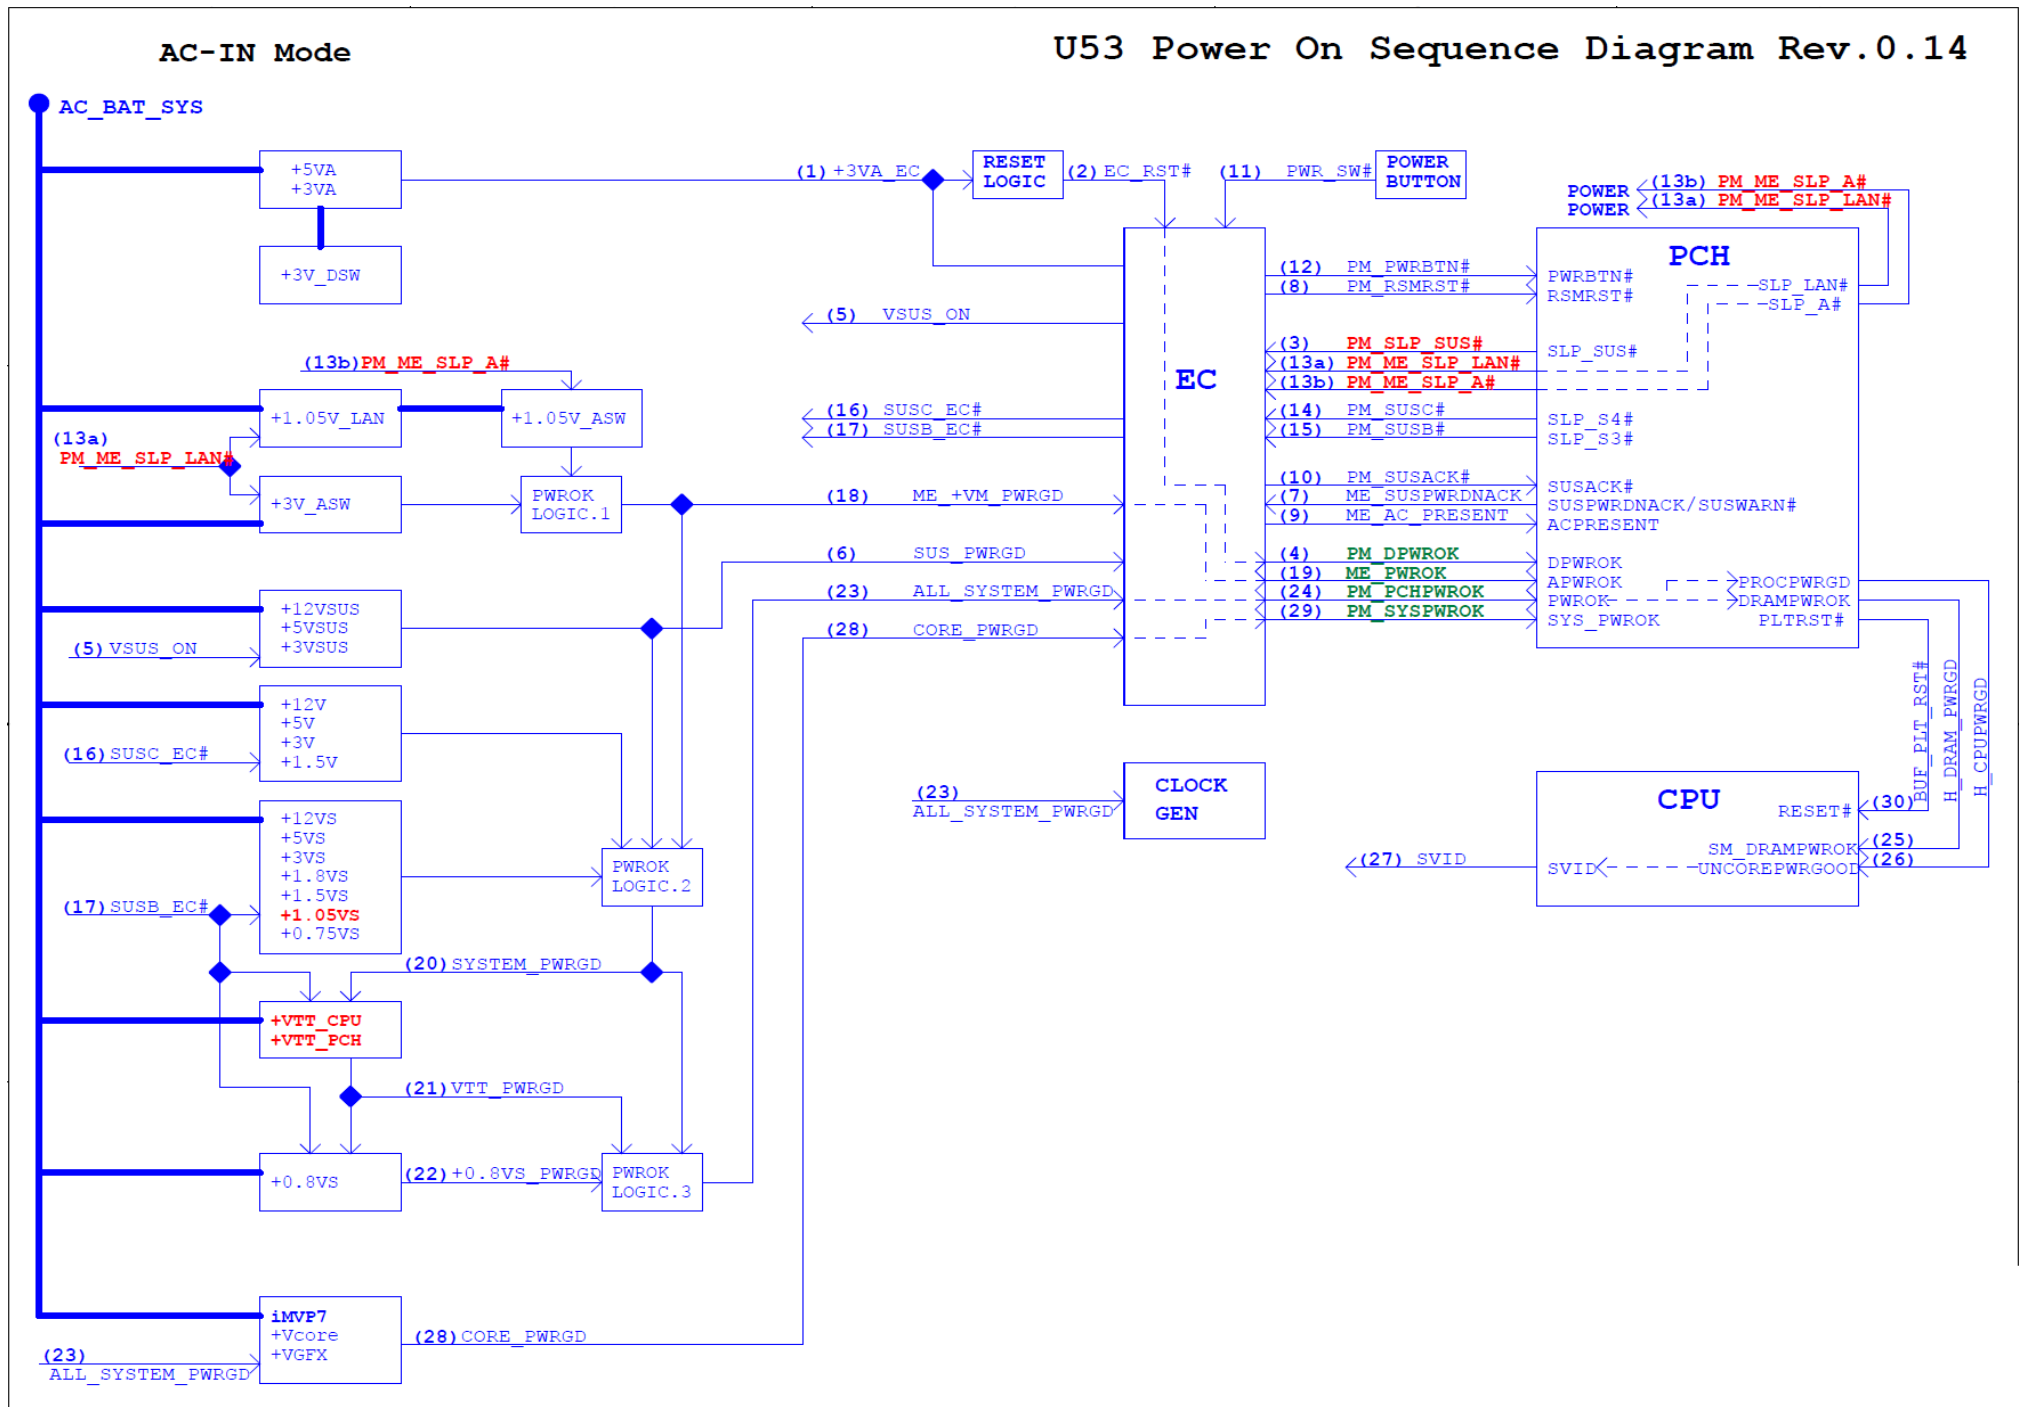 AC-IN Mode
U53 Power On Sequence Diagram Rev.0.14
AC_BAT_SYS
+5VA
+3VA
+3V_DSW
(1) +3VA_EC
RESET
LOGIC
(2) EC_RST#
(11) PWR_SW#
POWER
BUTTON
POWER
(13b) PM_ME_SLP_A#
POWER
(13a) PM_ME_SLP_LAN#
EC
PCH
(12) PM_PWRBTN#
PWRBTN#
(8) PM_RSMRST#
RSMRST#
SLP_LAN#
SLP_A#
(5) VSUS_ON
(3) PM_SLP_SUS#
SLP_SUS#
(13a) PM_ME_SLP_LAN#
(13b) PM_ME_SLP_A#
(13b) PM_ME_SLP_A#
+1.05V_LAN
+1.05V_ASW
(13a)
PM_ME_SLP_LAN#
+3V_ASW
PWROK
LOGIC.1
(16) SUSC_EC#
(17) SUSB_EC#
(14) PM_SUSC#
SLP_S4#
(15) PM_SUSB#
SLP_S3#
(18) ME_+VM_PWRGD
(10) PM_SUSACK#
SUSACK#
(7) ME_SUSPWRDNACK
SUSPWRDNACK/SUSWARN#
(9) ME_AC_PRESENT
ACPRESENT
(6) SUS_PWRGD
(4) PM_DPWROK
DPWROK
(19) ME_PWROK
APWROK
PROCPWRGD
(23) ALL_SYSTEM_PWRGD
(24) PM_PCHPWROK
PWROK
DRAMPWROK
(29) PM_SYSPWROK
SYS_PWROK
PLTRST#
(28) CORE_PWRGD
+12VSUS
+5VSUS
+3VSUS
(5) VSUS_ON
+12V
+5V
+3V
+1.5V
(16) SUSC_EC#
+12VS
+5VS
+3VS
+1.8VS
+1.5VS
+1.05VS
+0.75VS
(17) SUSB_EC#
PWROK
LOGIC.2
(23)
ALL_SYSTEM_PWRGD
CLOCK
GEN
BUF_PLT_RST#
H_DRAM_PWRGD
H_CPUPWRGD
CPU
RESET#
(30)
SM_DRAMPWROK
(25)
UNCOREPWRGOOD
(26)
SVID
(27) SVID
(20) SYSTEM_PWRGD
+VTT_CPU
+VTT_PCH
(21) VTT_PWRGD
+0.8VS
(22) +0.8VS_PWRGD
PWROK
LOGIC.3
iMVP7
+Vcore
+VGFX
(28) CORE_PWRGD
(23)
ALL_SYSTEM_PWRGD